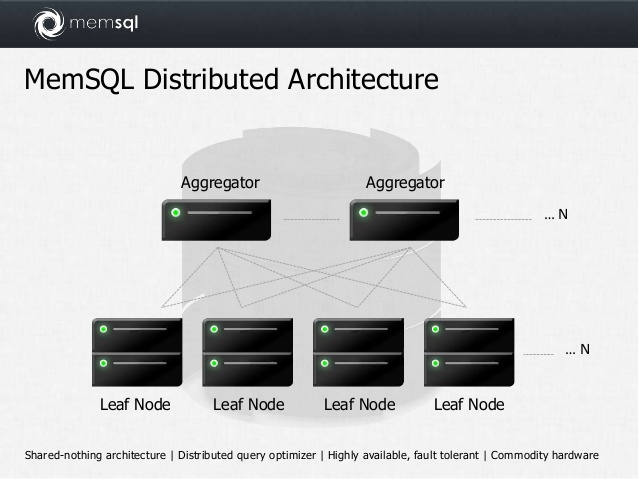 memsql
MemSQL Distributed Architecture
Aggregator Aggregator
... N
... N
Leaf Node Leaf Node Leaf Node Leaf Node
Shared-nothing architecture | Distributed query optimizer | Highly available, fault tolerant | Commodity hardware